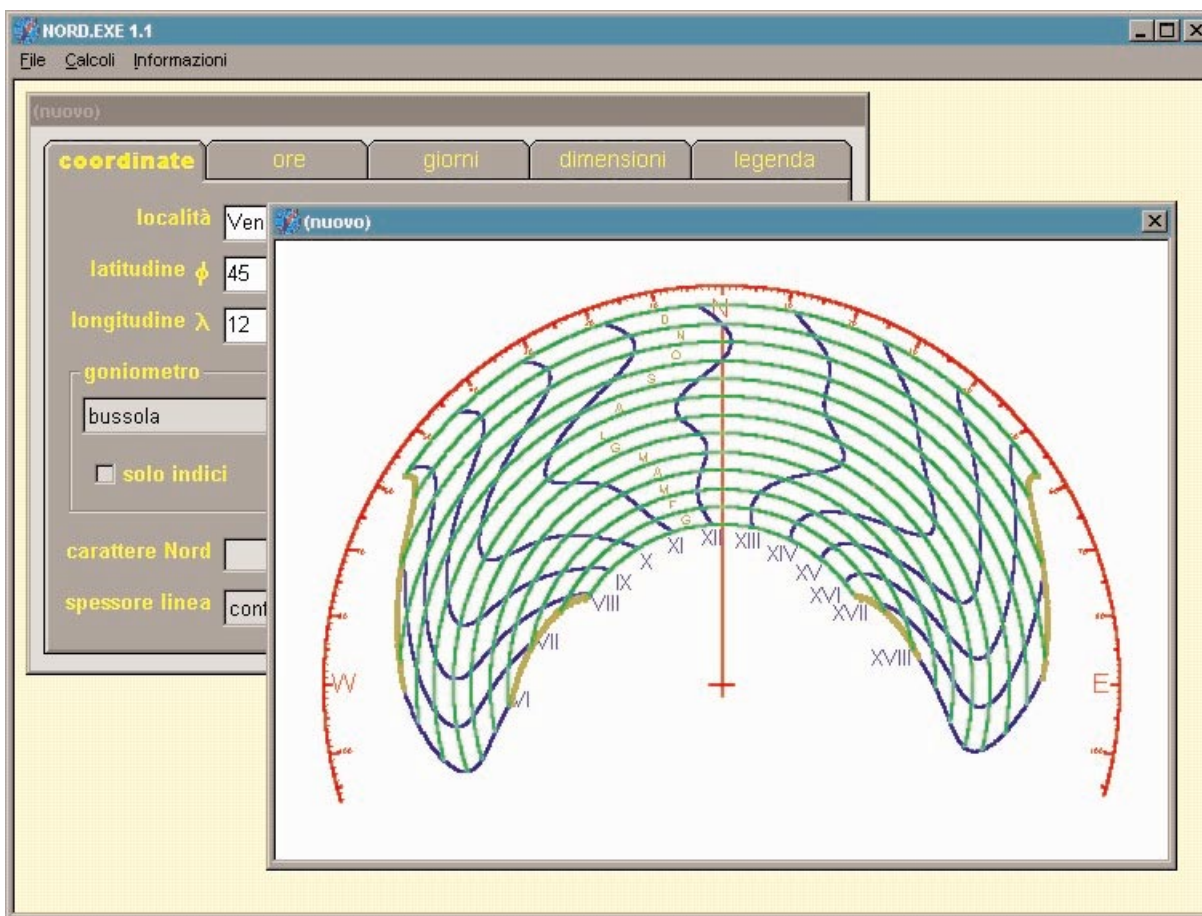 NORD.EXE 1.1
File Calcoli Informazioni
(nuovo)
coordinate ore giorni dimensioni legenda
località Ven
latitudine ϕ 45
longitudine λ 12
goniometro
bussola
solo indici
carattere Nord
spessore linea cont
(nuovo)
N
D
N
O
S
A
L
G
M
A
M
F
G
VI VII VIII IX X XI XII XIII XIV XV XVI XVII XVIII
W E